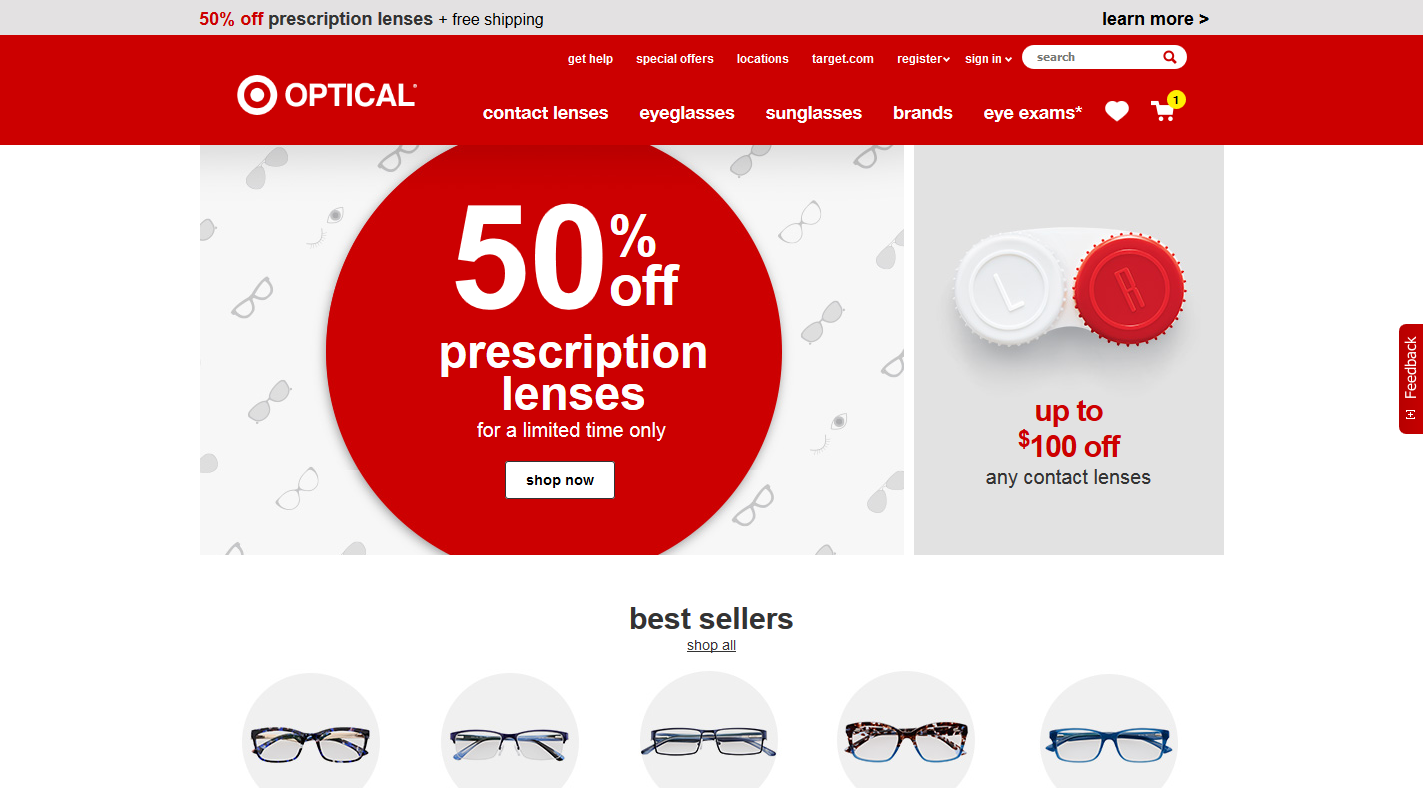 50% off prescription lenses + free shipping
learn more >
get help special offers locations target.com register sign in search
OPTICAL
contact lenses eyeglasses sunglasses brands eye exams* 1
50% off
prescription
lenses
for a limited time only
shop now
L R
up to
$100 off
any contact lenses
[+] Feedback
best sellers
shop all